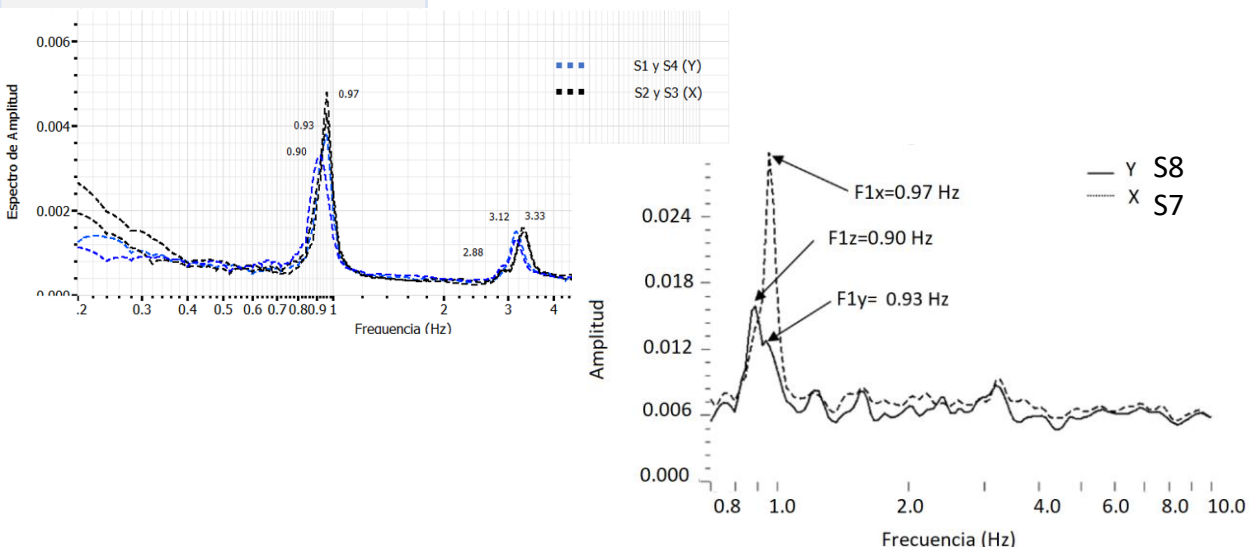 0.006
0.004
0.002
0.000
Espectro de Amplitud
S1 y S4 (Y)
S2 y S3 (X)
0.97
0.93
0.90
3.12 3.33
2.88
.2 0.3 0.4 0.5 0.6 0.7 0.8 0.9 1 2 3 4
Frequencia (Hz)
Y S8
X S7
F1x=0.97 Hz
F1z=0.90 Hz
F1y= 0.93 Hz
0.024
0.018
0.012
0.006
0.000
Amplitud
0.8 1.0 2.0 4.0 6.0 8.0 10.0
Frecuencia (Hz)